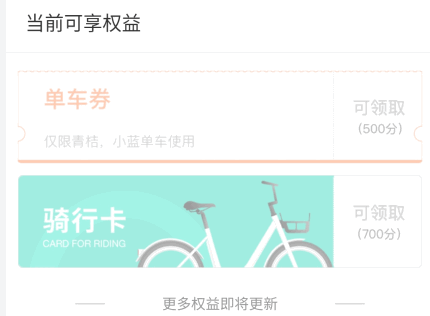 当前可享权益
单车券
可领取
仅限青桔，小蓝单车使用
(500分)
骑行卡
可领取
CARD FOR RIDING
(700分)
更多权益即将更新